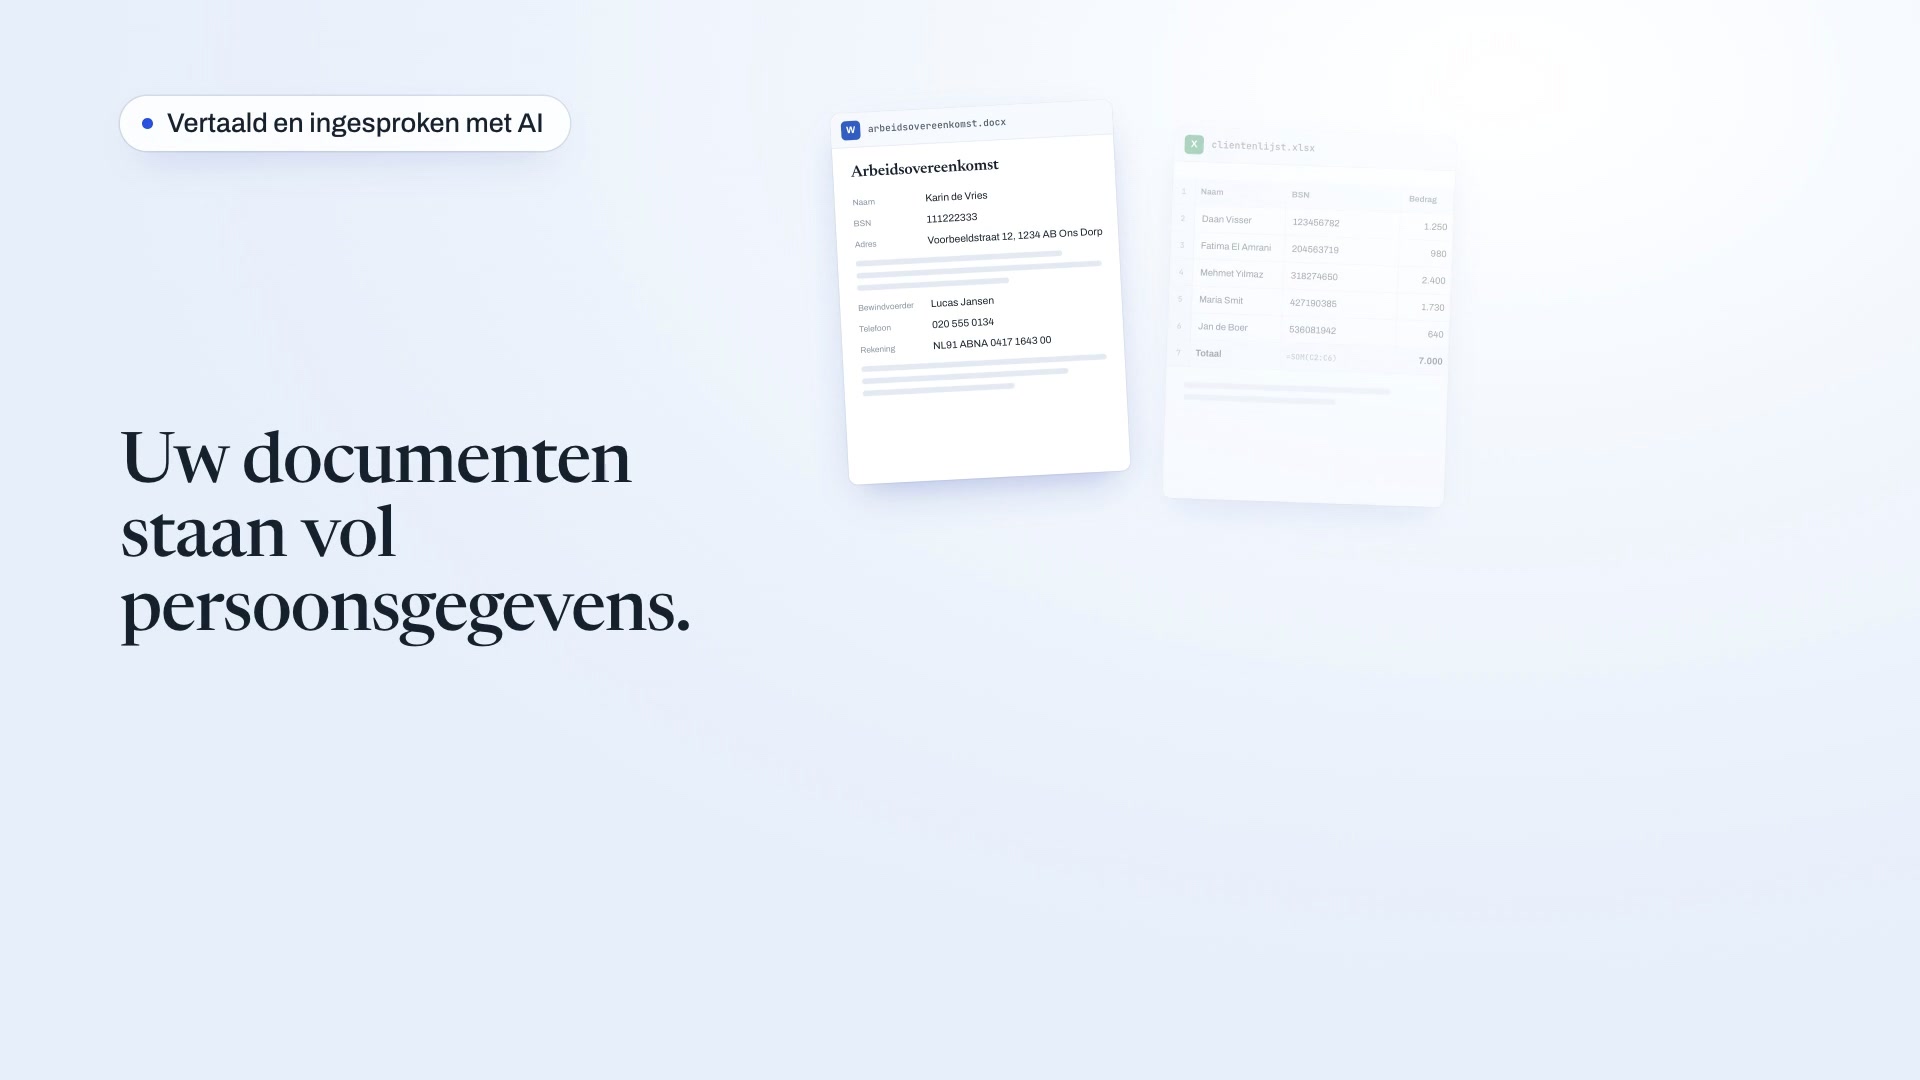 Vertaald en ingesproken met AI
Uw documenten
staan vol
persoonsgegevens.
W arbeidsovereenkomst.docx
Arbeidsovereenkomst
Naam Karin de Vries
BSN 111222333
Adres Voorbeeldstraat 12, 1234 AB Ons Dorp
Bewindvoerder Lucas Jansen
Telefoon 020 555 0134
Rekening NL91 ABNA 0417 1643 00
X clientenlijst.xlsx
1 Naam BSN Bedrag
2 Daan Visser 123456782 1.250
3 Fatima El Amrani 204563719 980
4 Mehmet Yilmaz 318274650 2.400
5 Maria Smit 427190385 1.730
6 Jan de Boer 536081942 640
7 Totaal =SOM(C2:C6) 7.000